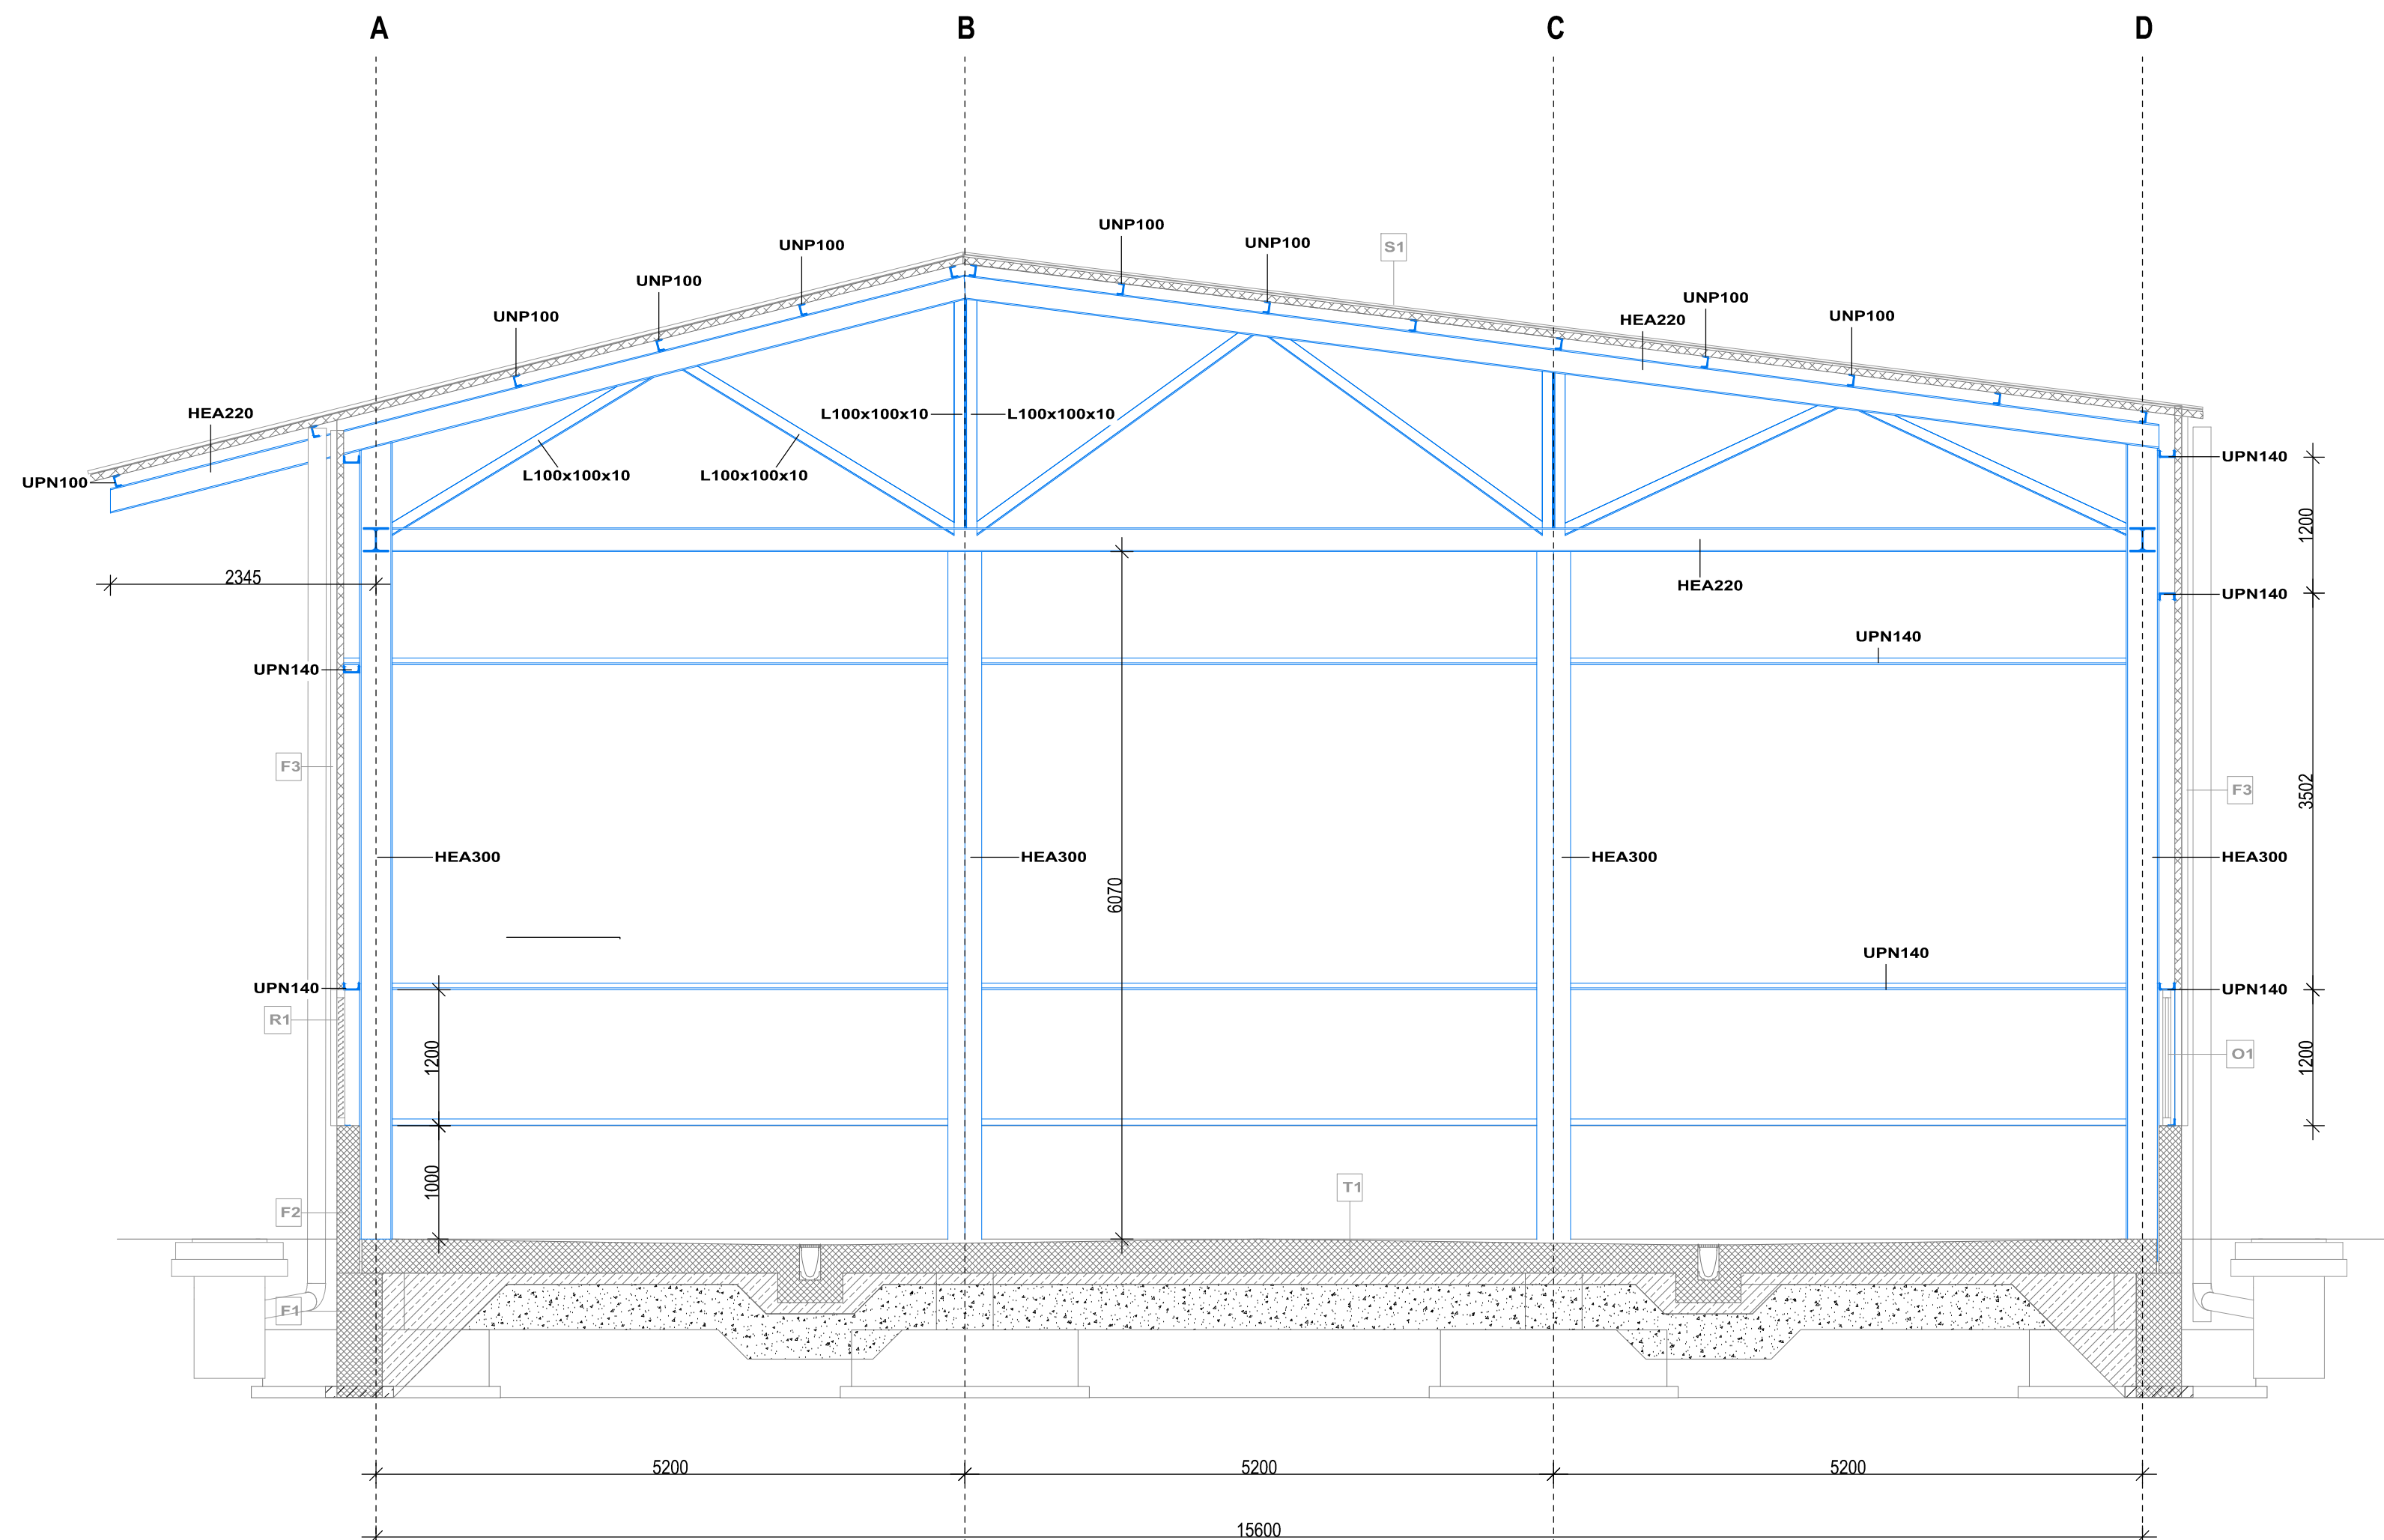 A B C D
UNP100
UNP100 UNP100
UNP100 S1
UNP100 UNP100
UNP100 HEA220 UNP100
HEA220 L100x100x10 L100x100x10
UPN140
L100x100x10 L100x100x10
UPN100
1200
2345 HEA220
UPN140
UPN140
UPN140
F3 F3
3502
HEA300 HEA300 HEA300 HEA300
6070
UPN140
UPN140 UPN140
R1
1200 O1 1200
1000 T1
F2
F1
5200 5200 5200
15600